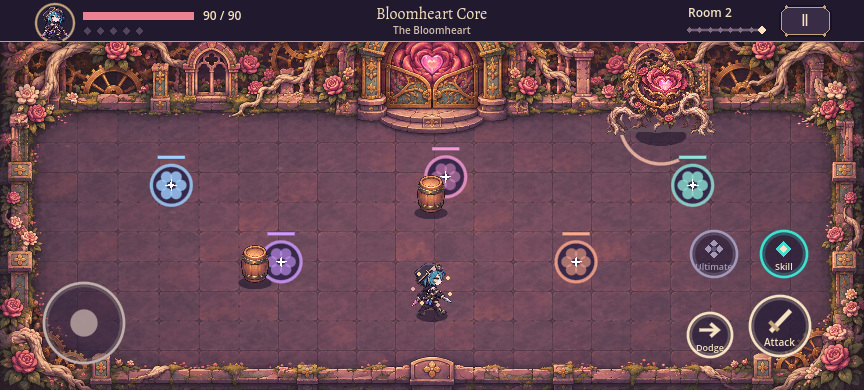 90 / 90
Bloomheart Core
The Bloomheart
Room 2
Ultimate
Skill
Dodge
Attack